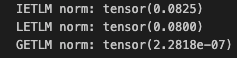 IETLM norm: tensor(0.0825)
LETLM norm: tensor(0.0800)
GETLM norm: tensor(2.2818e-07)